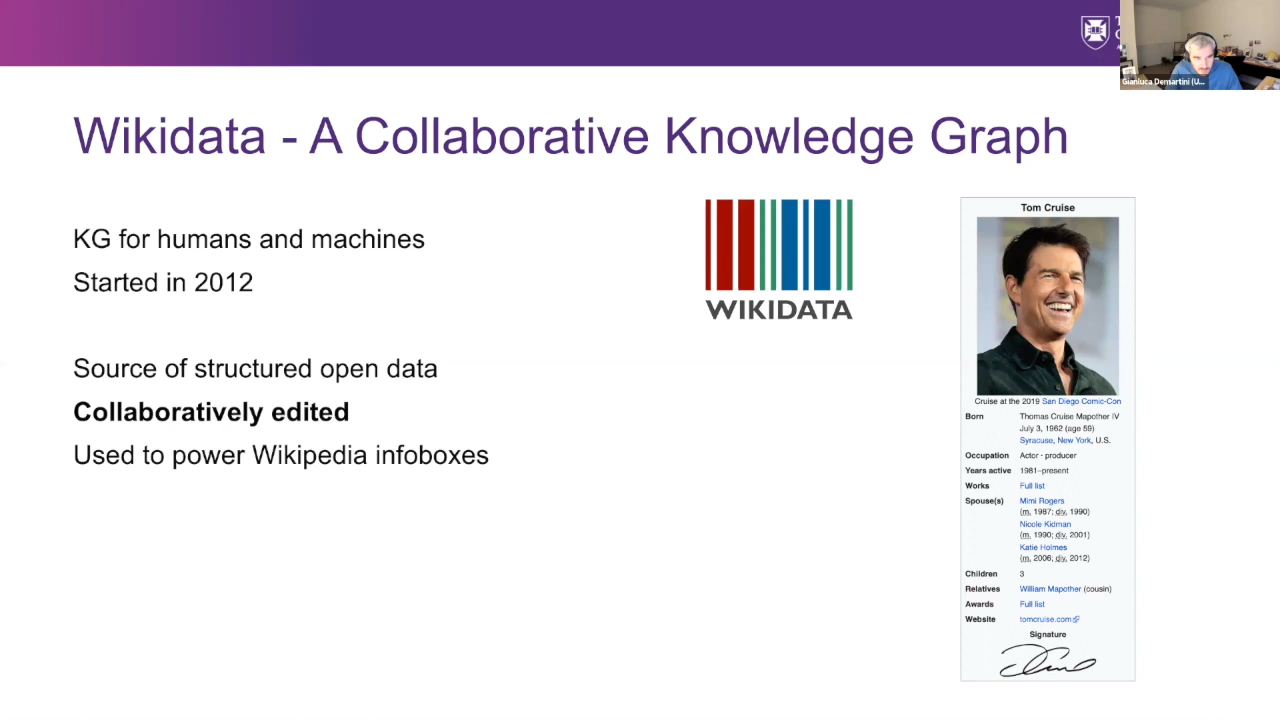 Gianluca Demartini (U...
Wikidata - A Collaborative Knowledge Graph
KG for humans and machines
Started in 2012
Source of structured open data
Collaboratively edited
Used to power Wikipedia infoboxes
WIKIDATA
Tom Cruise
Cruise at the 2019 San Diego Comic-Con
Born Thomas Cruise Mapother IV
July 3, 1962 (age 59)
Syracuse, New York, U.S.
Occupation Actor · producer
Years active 1981–present
Works Full list
Spouse(s) Mimi Rogers
(m. 1987; div. 1990)
Nicole Kidman
(m. 1990; div. 2001)
Katie Holmes
(m. 2006; div. 2012)
Children 3
Relatives William Mapother (cousin)
Awards Full list
Website tomcruise.com
Signature